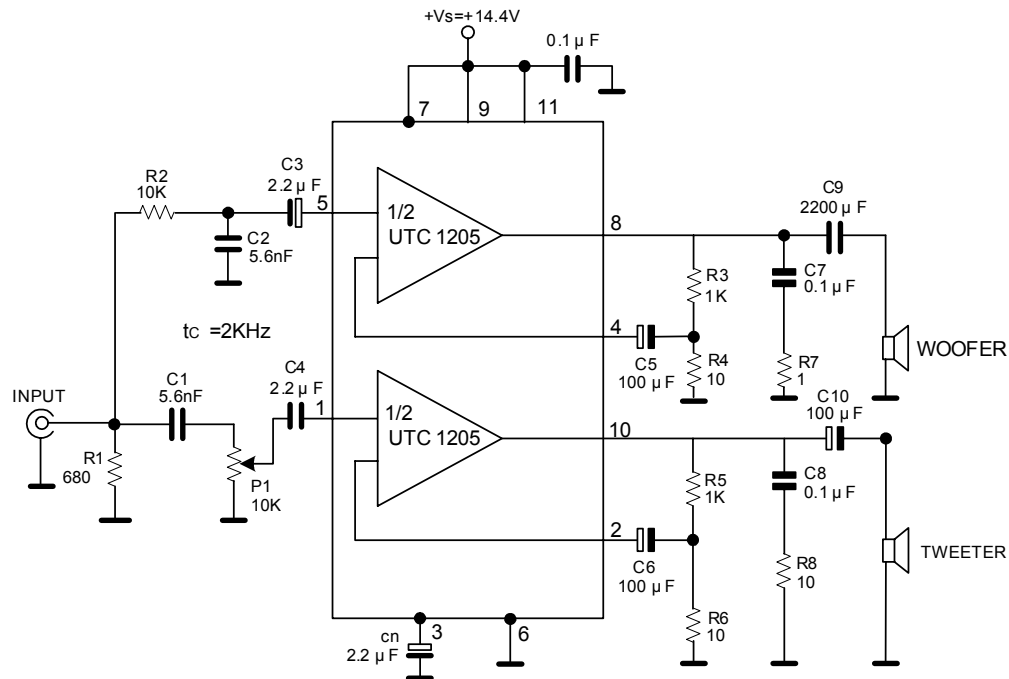 +Vs=+14.4V
0.1 µ F
7
9
11
C3
2.2 µ F
5
R2
10K
C2
5.6nF
1/2
UTC 1205
8
C9
2200 µ F
R3
1K
C7
0.1 µ F
4
C5
100 µ F
R4
10
R7
1
WOOFER
tc =2KHz
INPUT
C1
5.6nF
C4
2.2 µ F
1
R1
680
P1
10K
1/2
UTC 1205
10
C10
100 µ F
R5
1K
C8
0.1 µ F
2
C6
100 µ F
R6
10
R8
10
TWEETER
cn
2.2 µ F
3
6